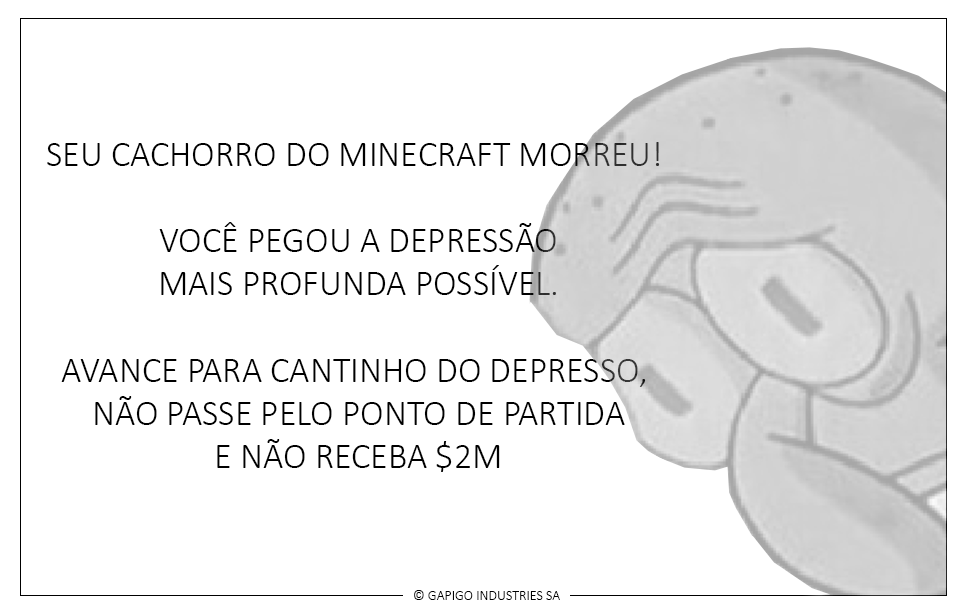 SEU CACHORRO DO MINECRAFT MORREU!
VOCÊ PEGOU A DEPRESSÃO
MAIS PROFUNDA POSSÍVEL.
AVANCE PARA CANTINHO DO DEPRESSO,
NÃO PASSE PELO PONTO DE PARTIDA
E NÃO RECEBA $2M
© GAPIGO INDUSTRIES SA